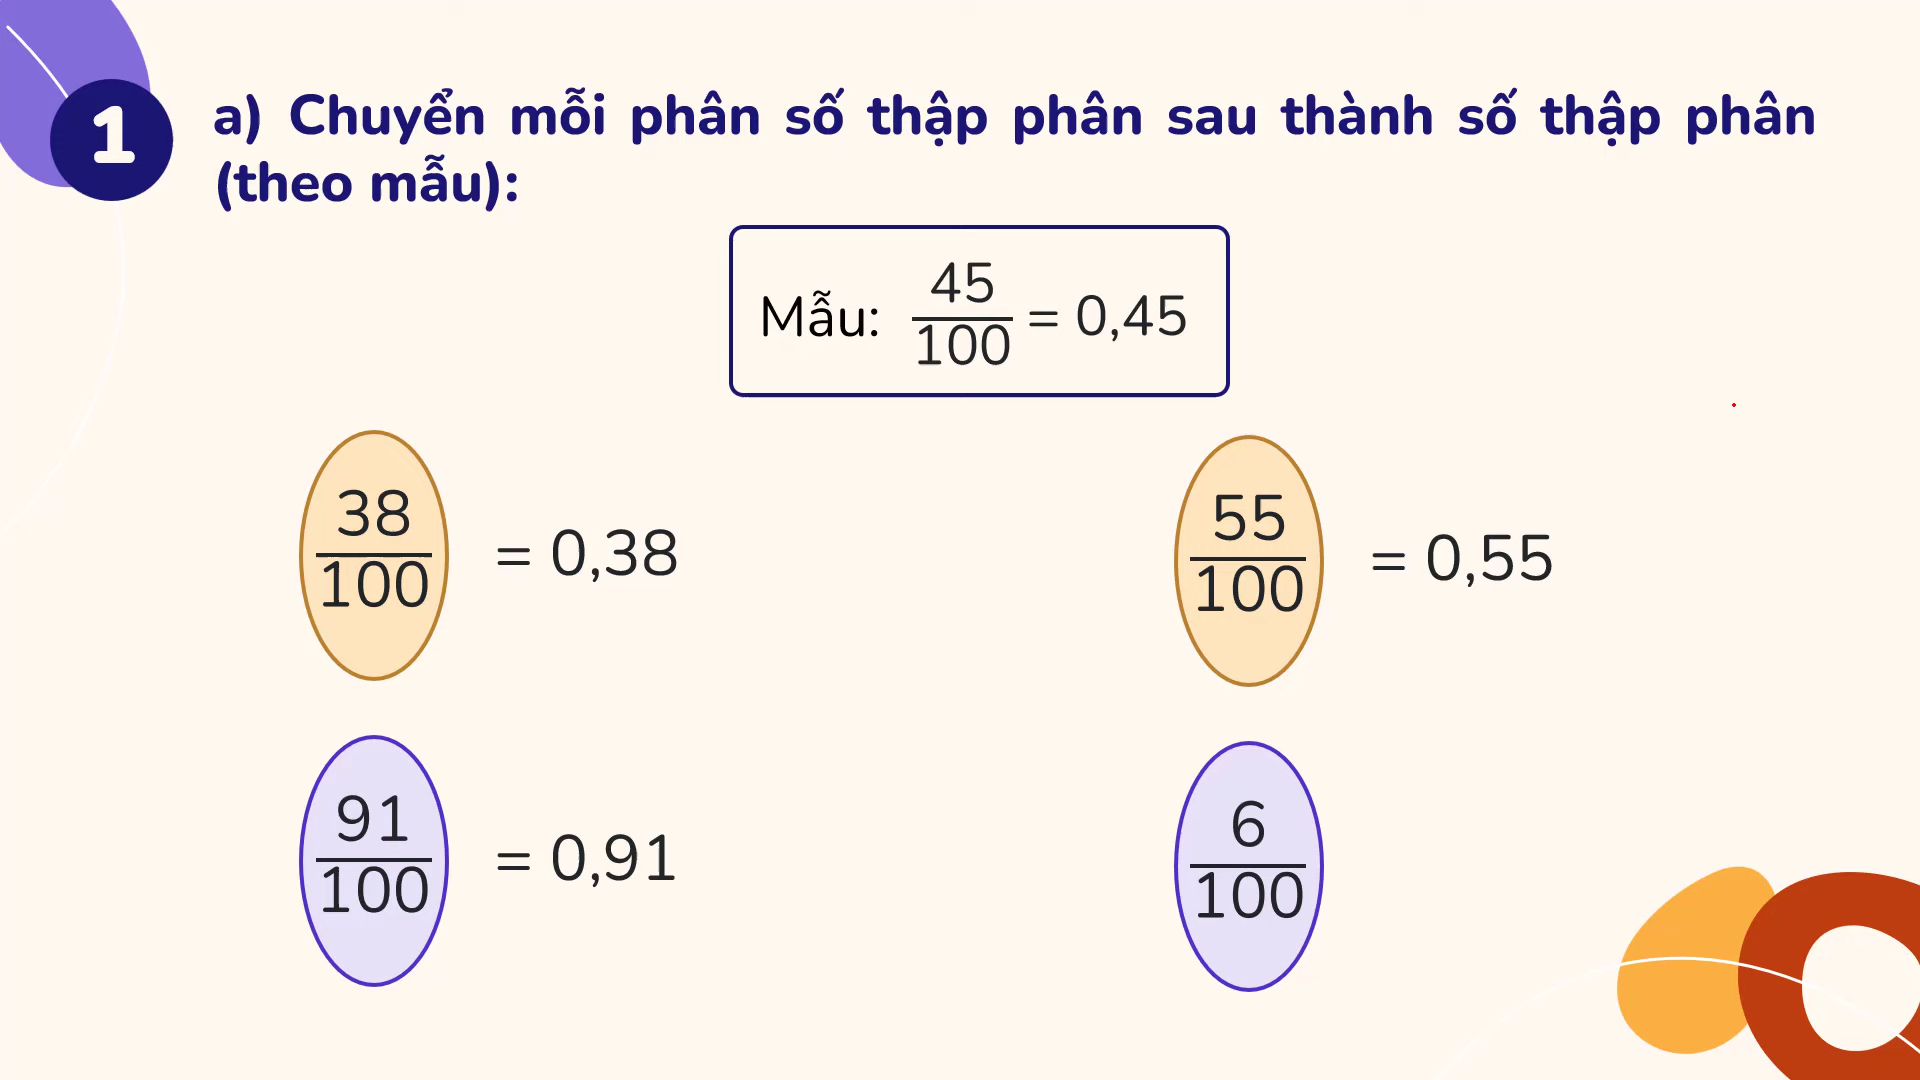 1
a) Chuyển mỗi phân số thập phân sau thành số thập phân
(theo mẫu):
Mẫu: 45/100 = 0,45
38/100 = 0,38
55/100 = 0,55
91/100 = 0,91
6/100